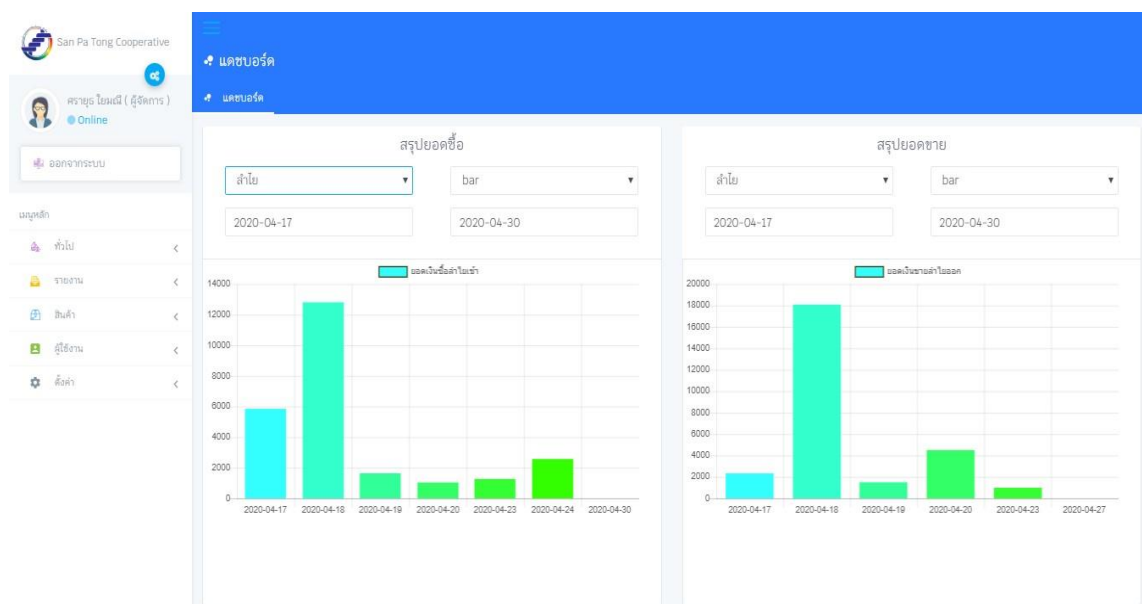 San Pa Tong Cooperative
ศรายุธ ใยมณี ( ผู้จัดการ )
Online
ออกจากระบบ
เมนูหลัก
ทั่วไป
รายงาน
สินค้า
ผู้ใช้งาน
ตั้งค่า
แดชบอร์ด
แดชบอร์ด
สรุปยอดซื้อ
ลำไย
bar
2020-04-17
2020-04-30
ยอดเงินซื้อลำไยเข้า
14000
12000
10000
8000
6000
4000
2000
0
2020-04-17 2020-04-18 2020-04-19 2020-04-20 2020-04-23 2020-04-24 2020-04-30
สรุปยอดขาย
ลำไย
bar
2020-04-17
2020-04-30
ยอดเงินขายลำไยออก
20000
18000
16000
14000
12000
10000
8000
6000
4000
2000
0
2020-04-17 2020-04-18 2020-04-19 2020-04-20 2020-04-23 2020-04-27